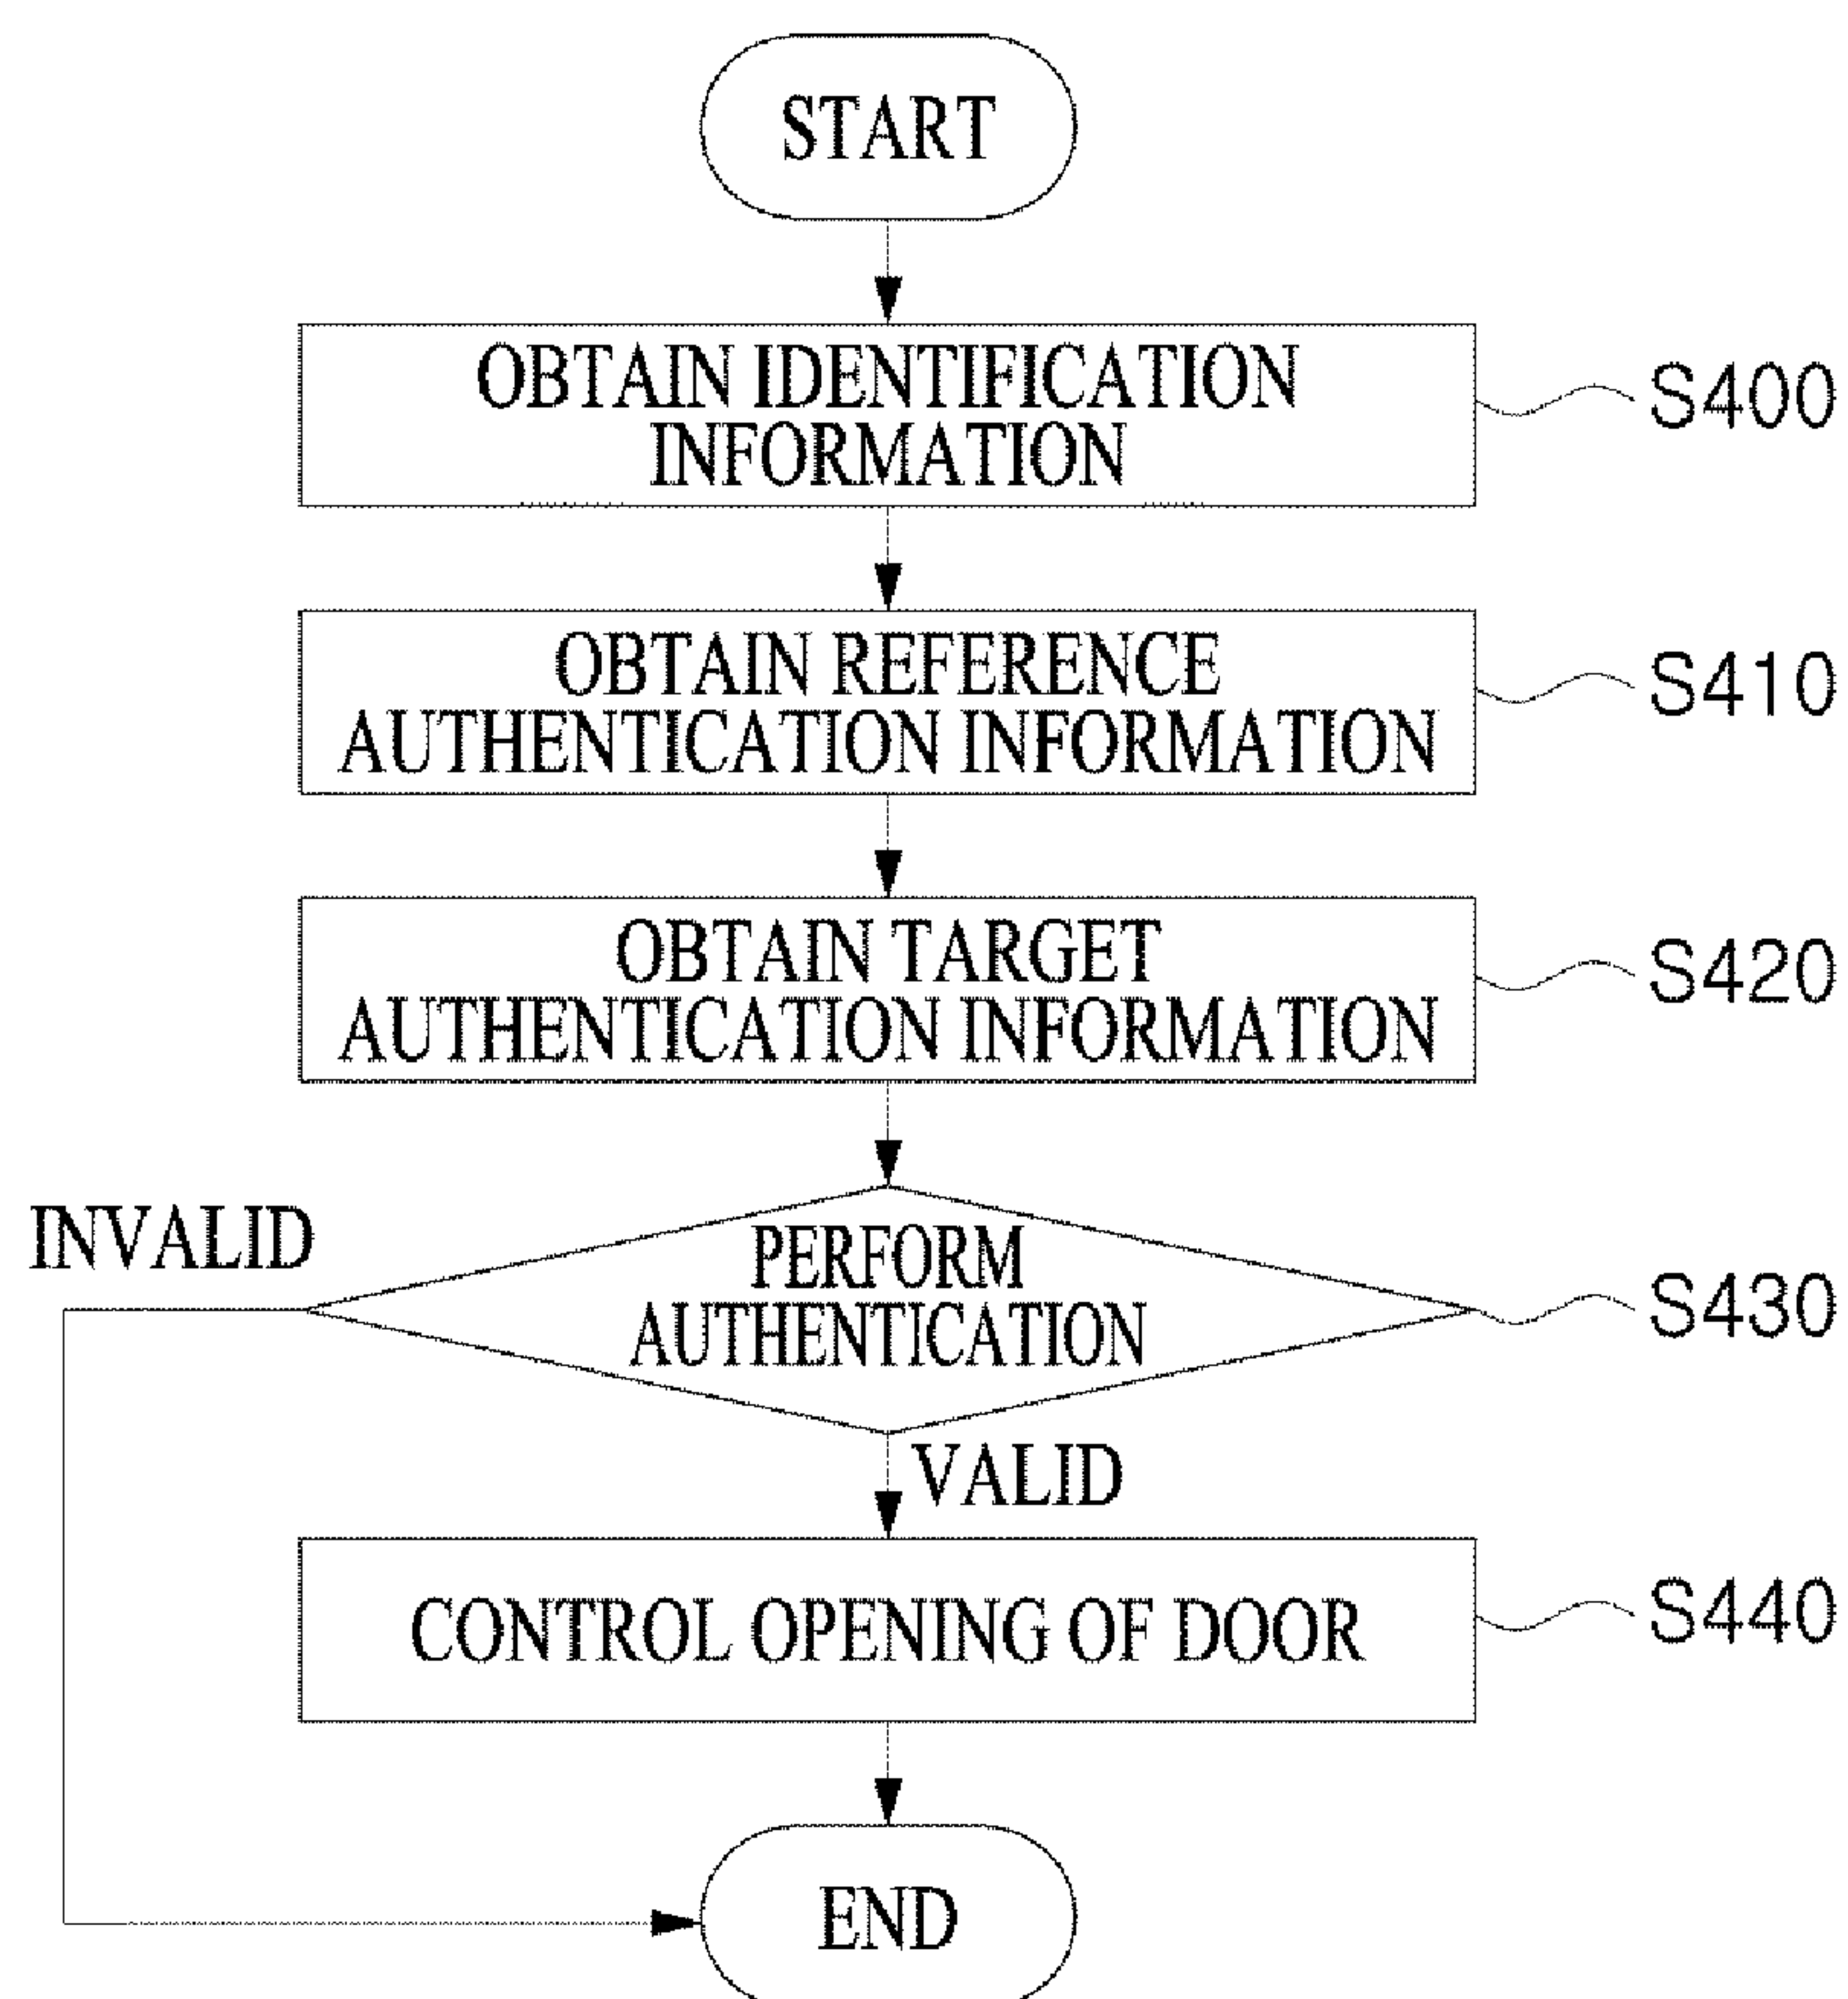 START
OBTAIN IDENTIFICATION
INFORMATION
S400
OBTAIN REFERENCE
AUTHENTICATION INFORMATION
S410
OBTAIN TARGET
AUTHENTICATION INFORMATION
S420
INVALID
PERFORM
AUTHENTICATION
S430
VALID
CONTROL OPENING OF DOOR
S440
END